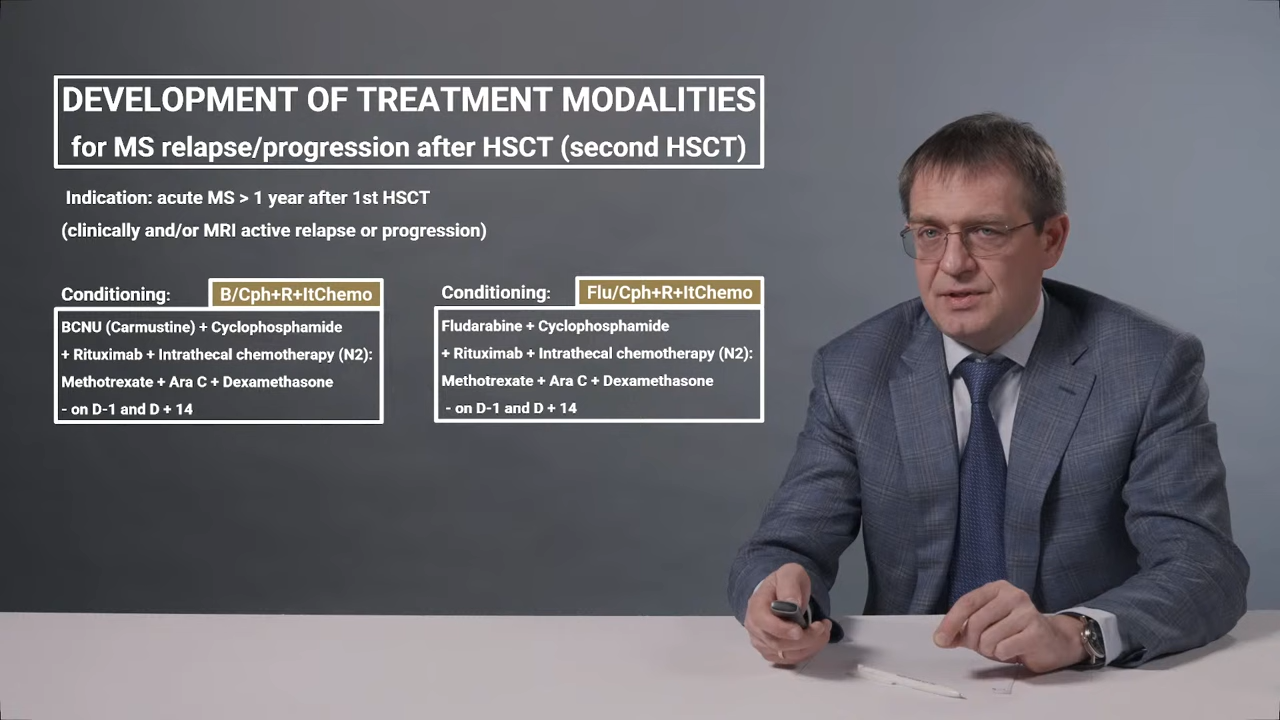 DEVELOPMENT OF TREATMENT MODALITIES
for MS relapse/progression after HSCT (second HSCT)
Indication: acute MS > 1 year after 1st HSCT
(clinically and/or MRI active relapse or progression)
Conditioning: B/Cph+R+ItChemo
BCNU (Carmustine) + Cyclophosphamide
+ Rituximab + Intrathecal chemotherapy (N2):
Methotrexate + Ara C + Dexamethasone
- on D-1 and D + 14
Conditioning: Flu/Cph+R+ItChemo
Fludarabine + Cyclophosphamide
+ Rituximab + Intrathecal chemotherapy (N2):
Methotrexate + Ara C + Dexamethasone
- on D-1 and D + 14